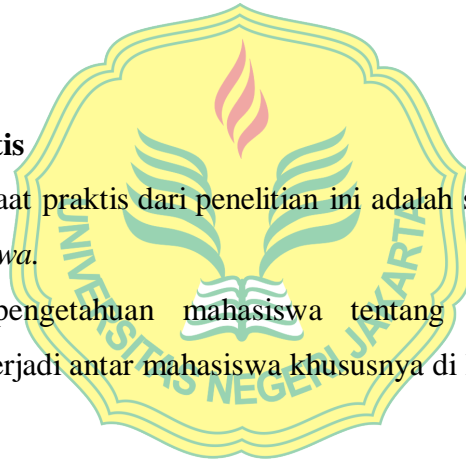 tis
aat praktis dari penelitian ini adalah s
wa.
pengetahuan mahasiswa tentang
erjadi antar mahasiswa khususnya di
UNIVERSITAS NEGERI JAKARTA